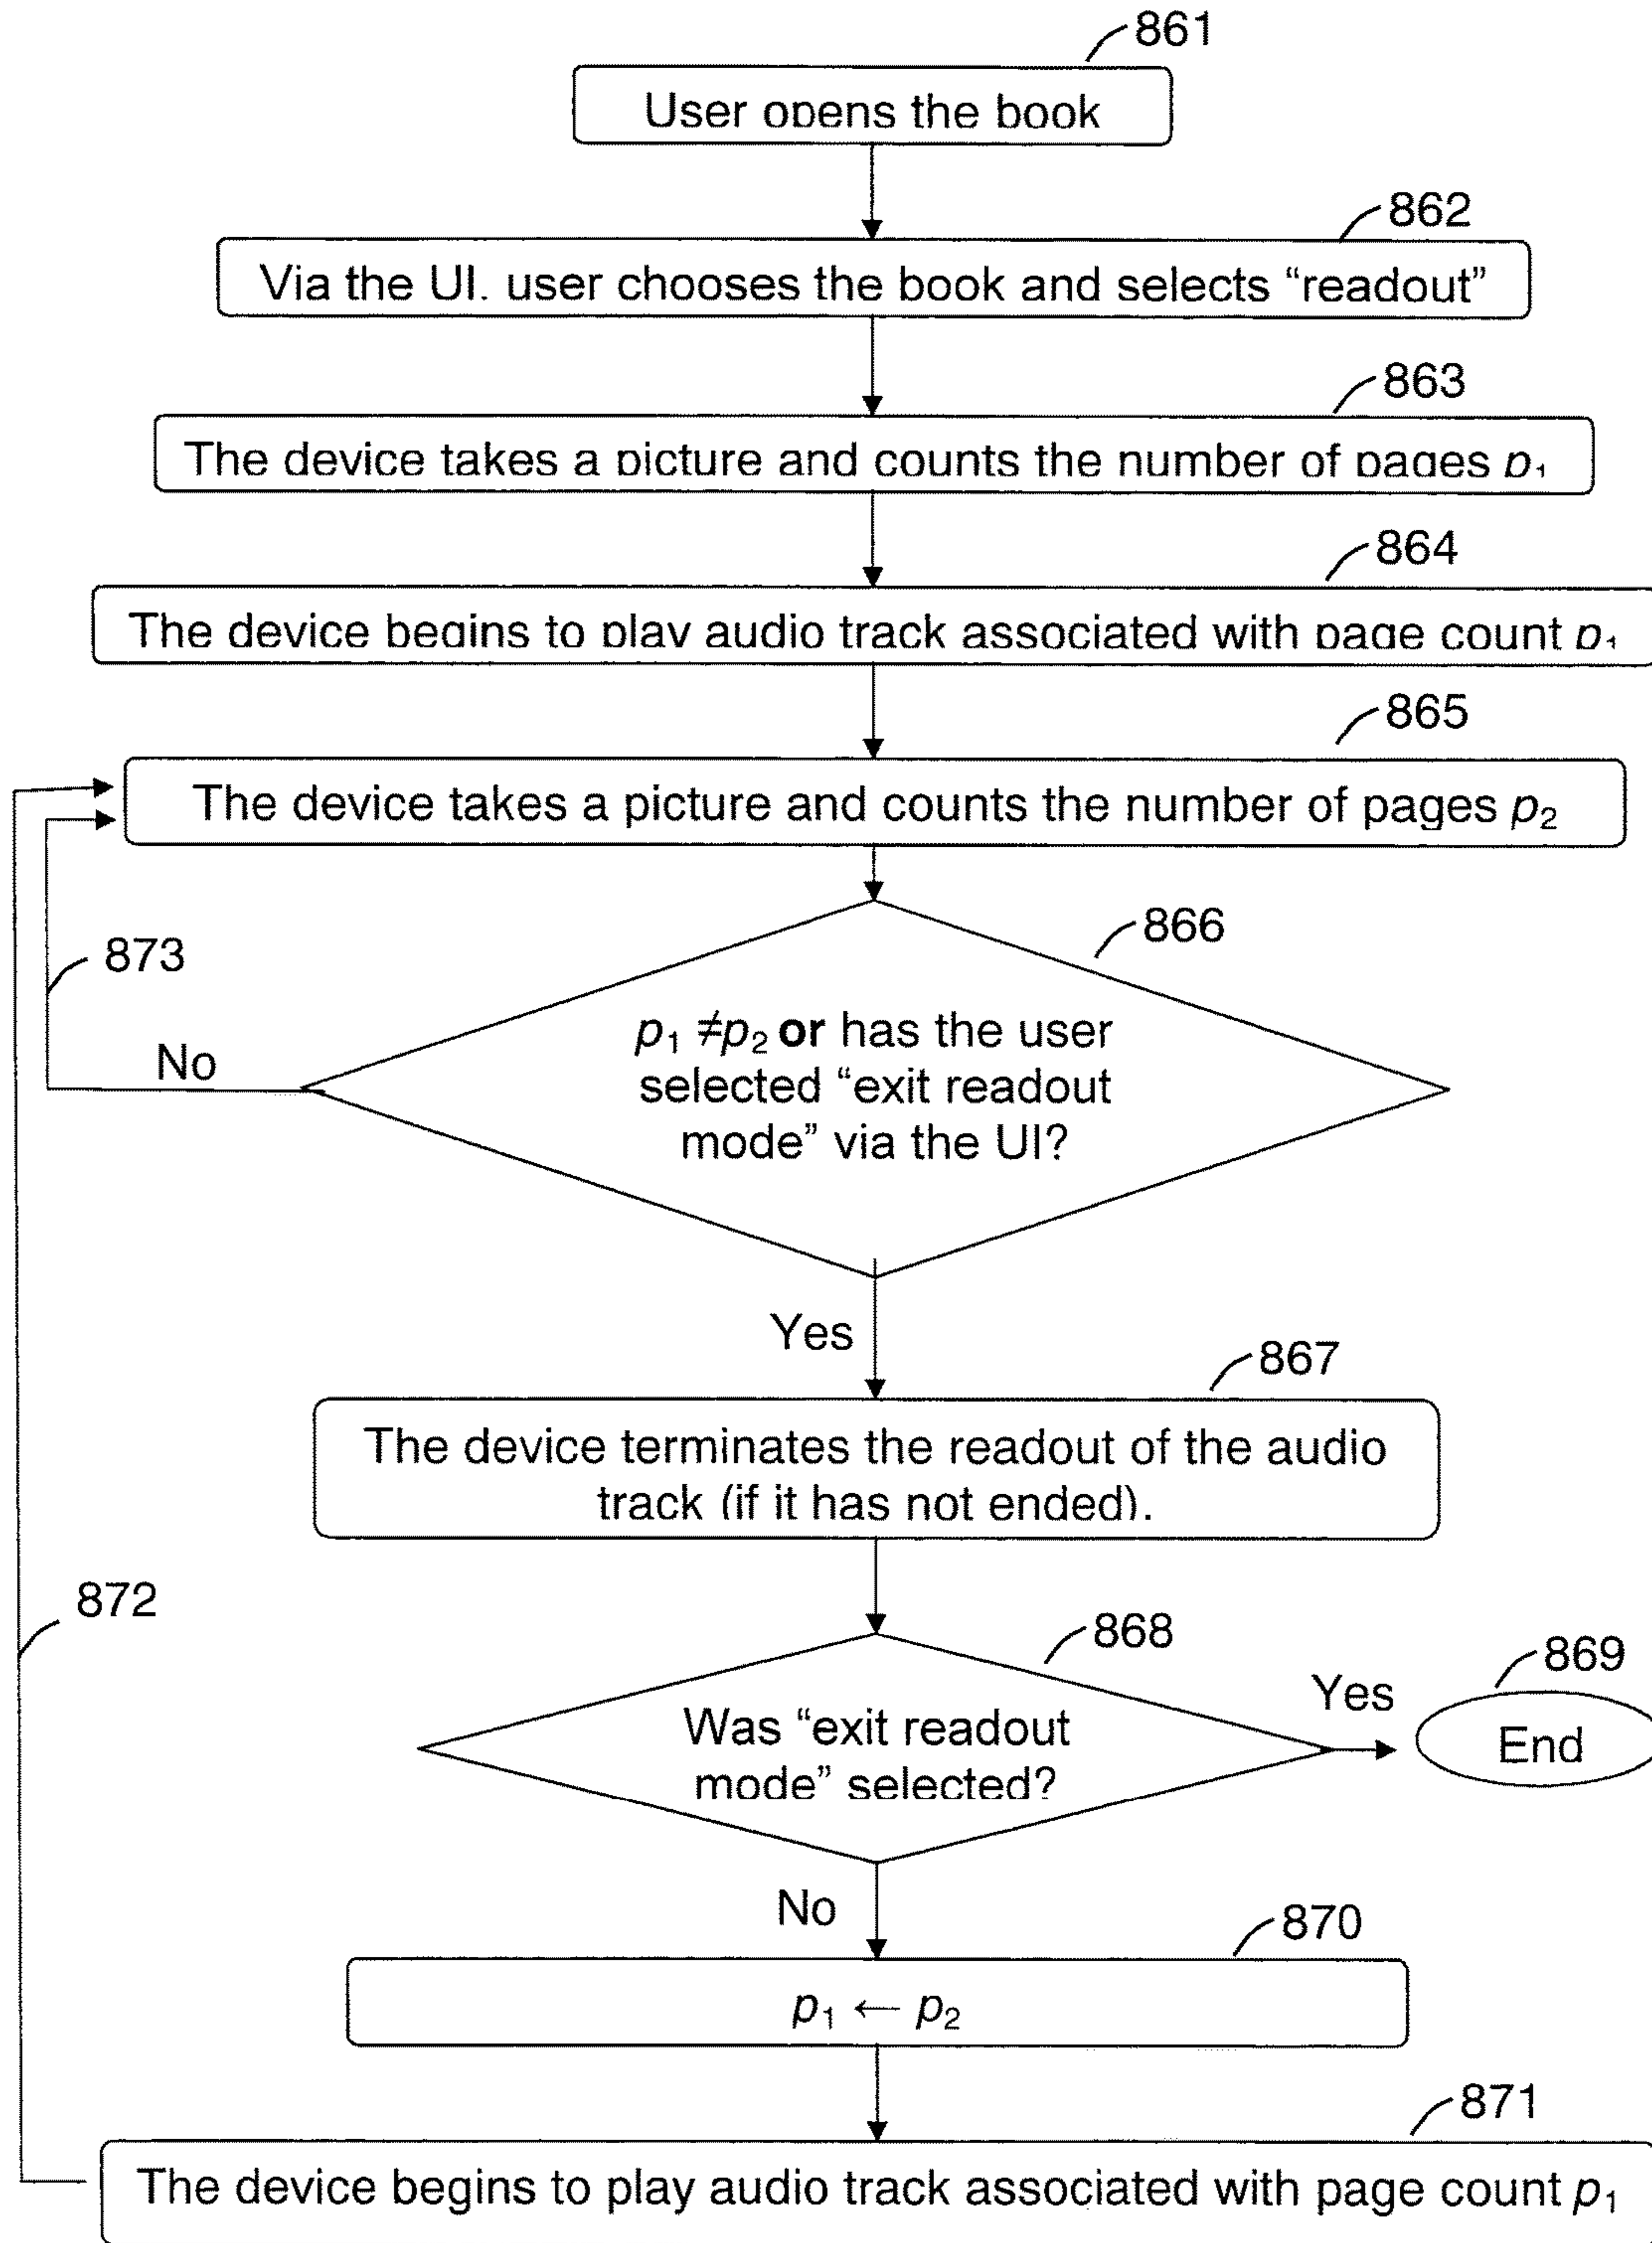 861
User opens the book
862
Via the UI. user chooses the book and selects “readout”
863
The device takes a picture and counts the number of pages p₁
864
The device begins to play audio track associated with page count p₁
865
The device takes a picture and counts the number of pages p₂
866
873
p₁ ≠p₂ or has the user
selected “exit readout
mode” via the UI?
No
Yes
867
The device terminates the readout of the audio
track (if it has not ended).
872
868
869
Was “exit readout
mode” selected?
Yes
End
No
870
p₁ ← p₂
871
The device begins to play audio track associated with page count p₁